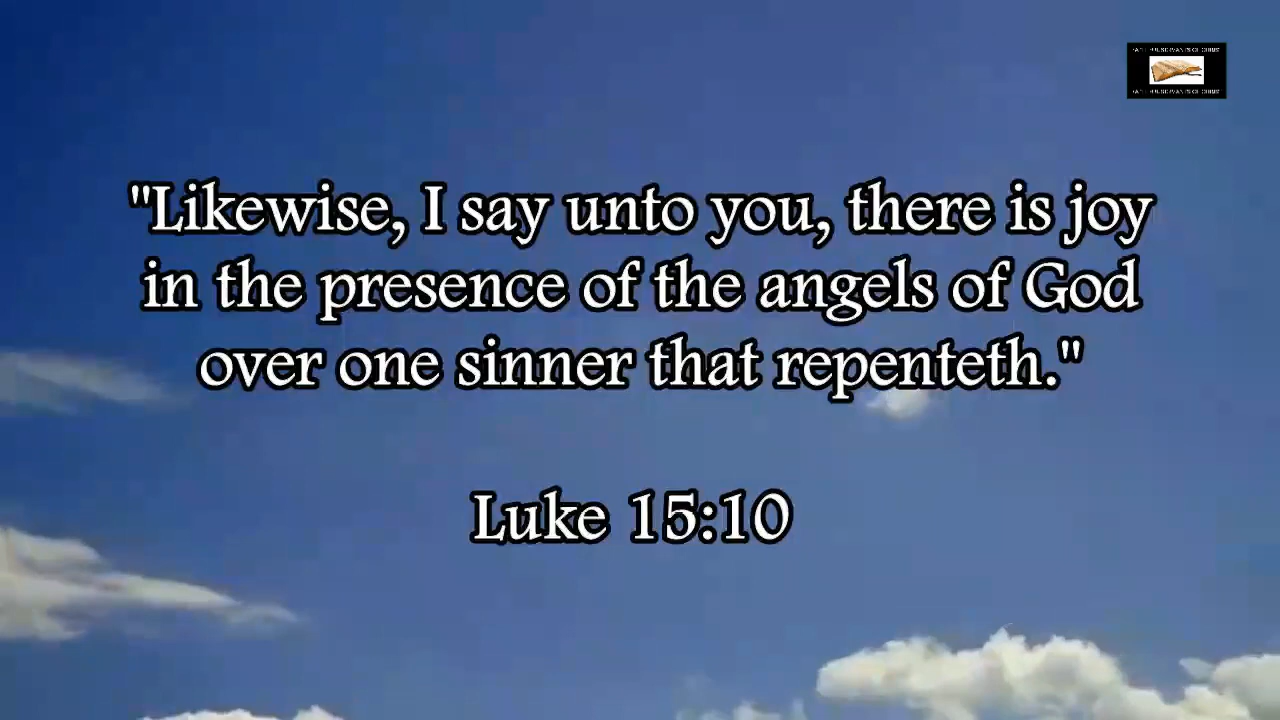 "Likewise, I say unto you, there is joy
in the presence of the angels of God
over one sinner that repenteth."
Luke 15:10